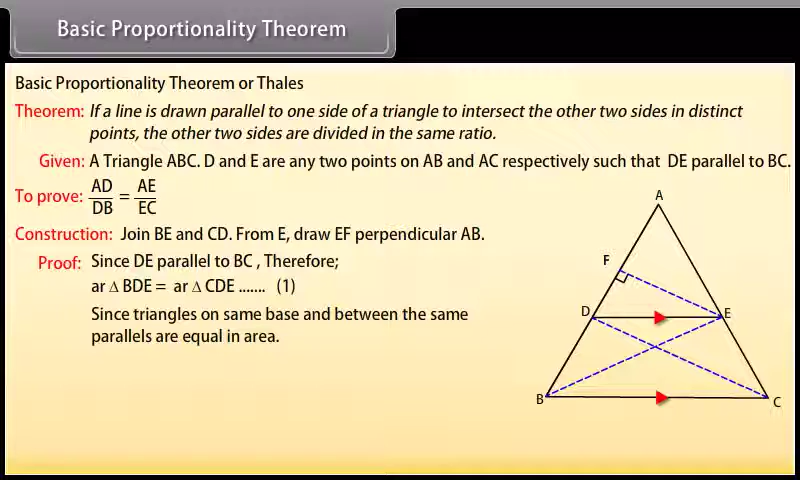 Basic Proportionality Theorem
Basic Proportionality Theorem or Thales
Theorem: If a line is drawn parallel to one side of a triangle to intersect the other two sides in distinct
points, the other two sides are divided in the same ratio.
Given: A Triangle ABC. D and E are any two points on AB and AC respectively such that DE parallel to BC.
To prove: AD/DB = AE/EC
Construction: Join BE and CD. From E, draw EF perpendicular AB.
Proof: Since DE parallel to BC , Therefore;
ar Δ BDE = ar Δ CDE ....... (1)
Since triangles on same base and between the same
parallels are equal in area.
A
F
D
E
B
C